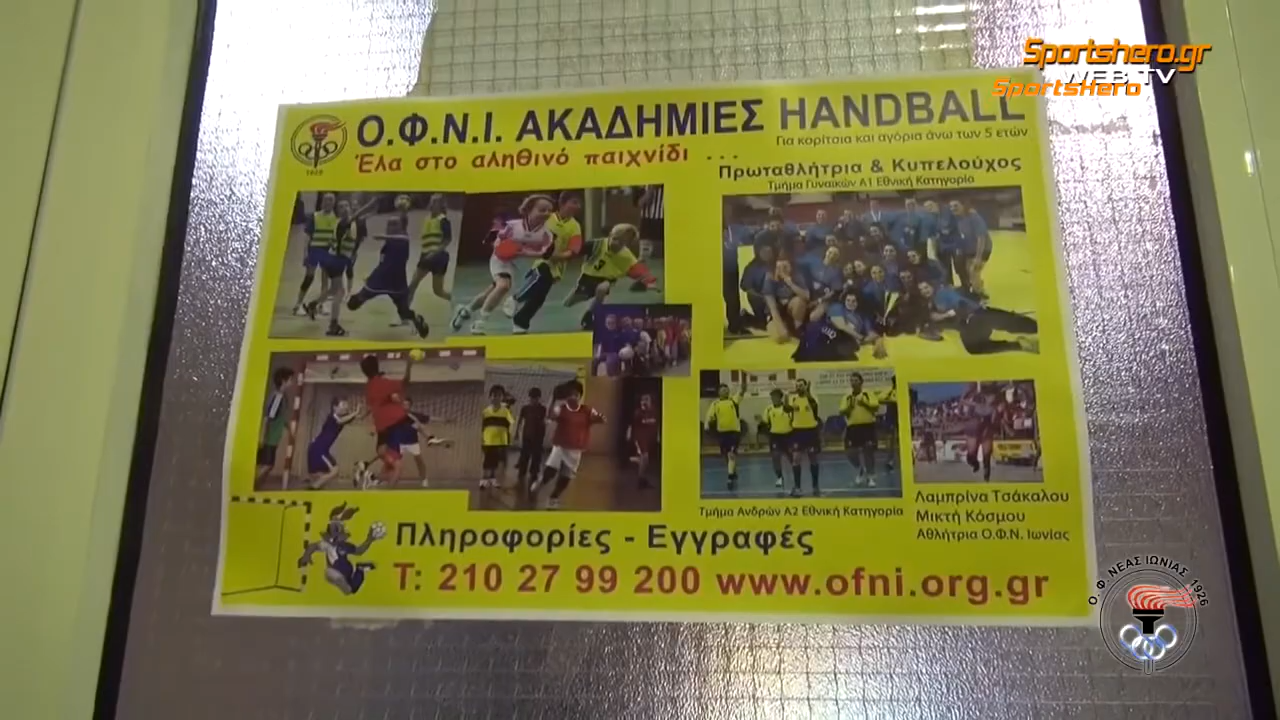 Sportshero.gr
WEB TV
SportsHero
Ο.Φ.Ν.Ι. ΑΚΑΔΗΜΙΕΣ HANDBALL
Για κορίτσια και αγόρια άνω των 5 ετών
Έλα στο αληθινό παιχνίδι ...
1926
Πρωταθλήτρια & Κυπελούχος
Τμήμα Γυναικών Α1 Εθνική Κατηγορία
Τμήμα Ανδρών Α2 Εθνική Κατηγορία
Λαμπρίνα Τσάκαλου
Μικτή Κόσμου
Αθλήτρια Ο.Φ.Ν. Ιωνίας
Πληροφορίες - Εγγραφές
Τ: 210 27 99 200 www.ofni.org.gr
Ο.Φ. ΝΕΑΣ ΙΩΝΙΑΣ 1926